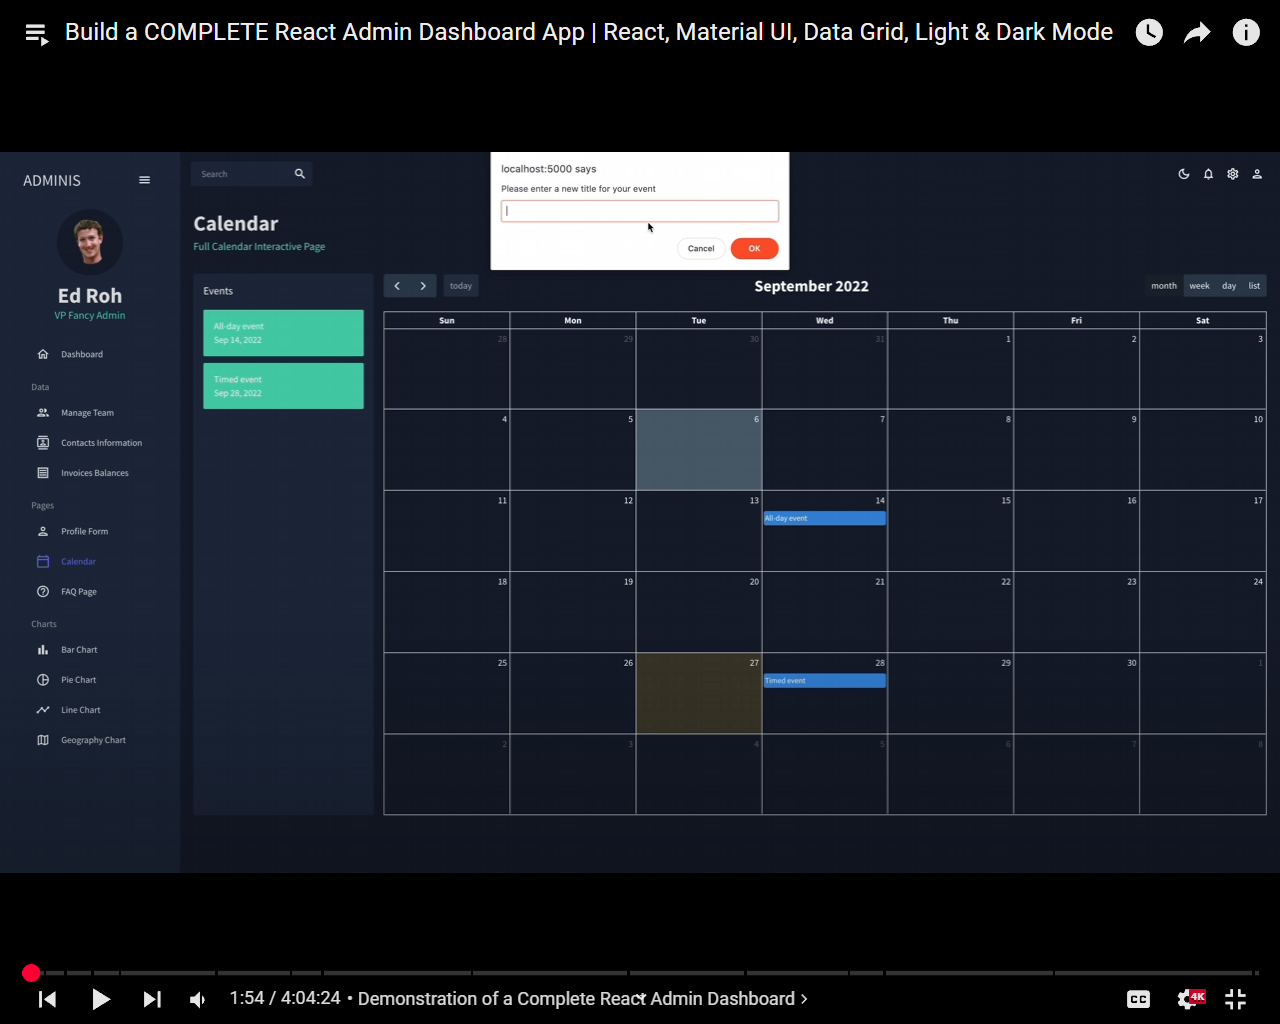 Build a COMPLETE React Admin Dashboard App | React, Material UI, Data Grid, Light & Dark Mode
localhost:5000 says
Please enter a new title for your event
Cancel
OK
ADMINIS
Search
Ed Roh
VP Fancy Admin
Dashboard
Data
Manage Team
Contacts Information
Invoices Balances
Pages
Profile Form
Calendar
FAQ Page
Charts
Bar Chart
Pie Chart
Line Chart
Geography Chart
Calendar
Full Calendar Interactive Page
Events
All-day event
Sep 14, 2022
Timed event
Sep 28, 2022
today
September 2022
month week day list
Sun Mon Tue Wed Thu Fri Sat
28 29 30 31 1 2 3
4 5 6 7 8 9 10
11 12 13 14 15 16 17
All-day event
18 19 20 21 22 23 24
25 26 27 28 29 30 1
Timed event
2 3 4 5 6 7 8
1:54 / 4:04:24 • Demonstration of a Complete React Admin Dashboard
CC
4K